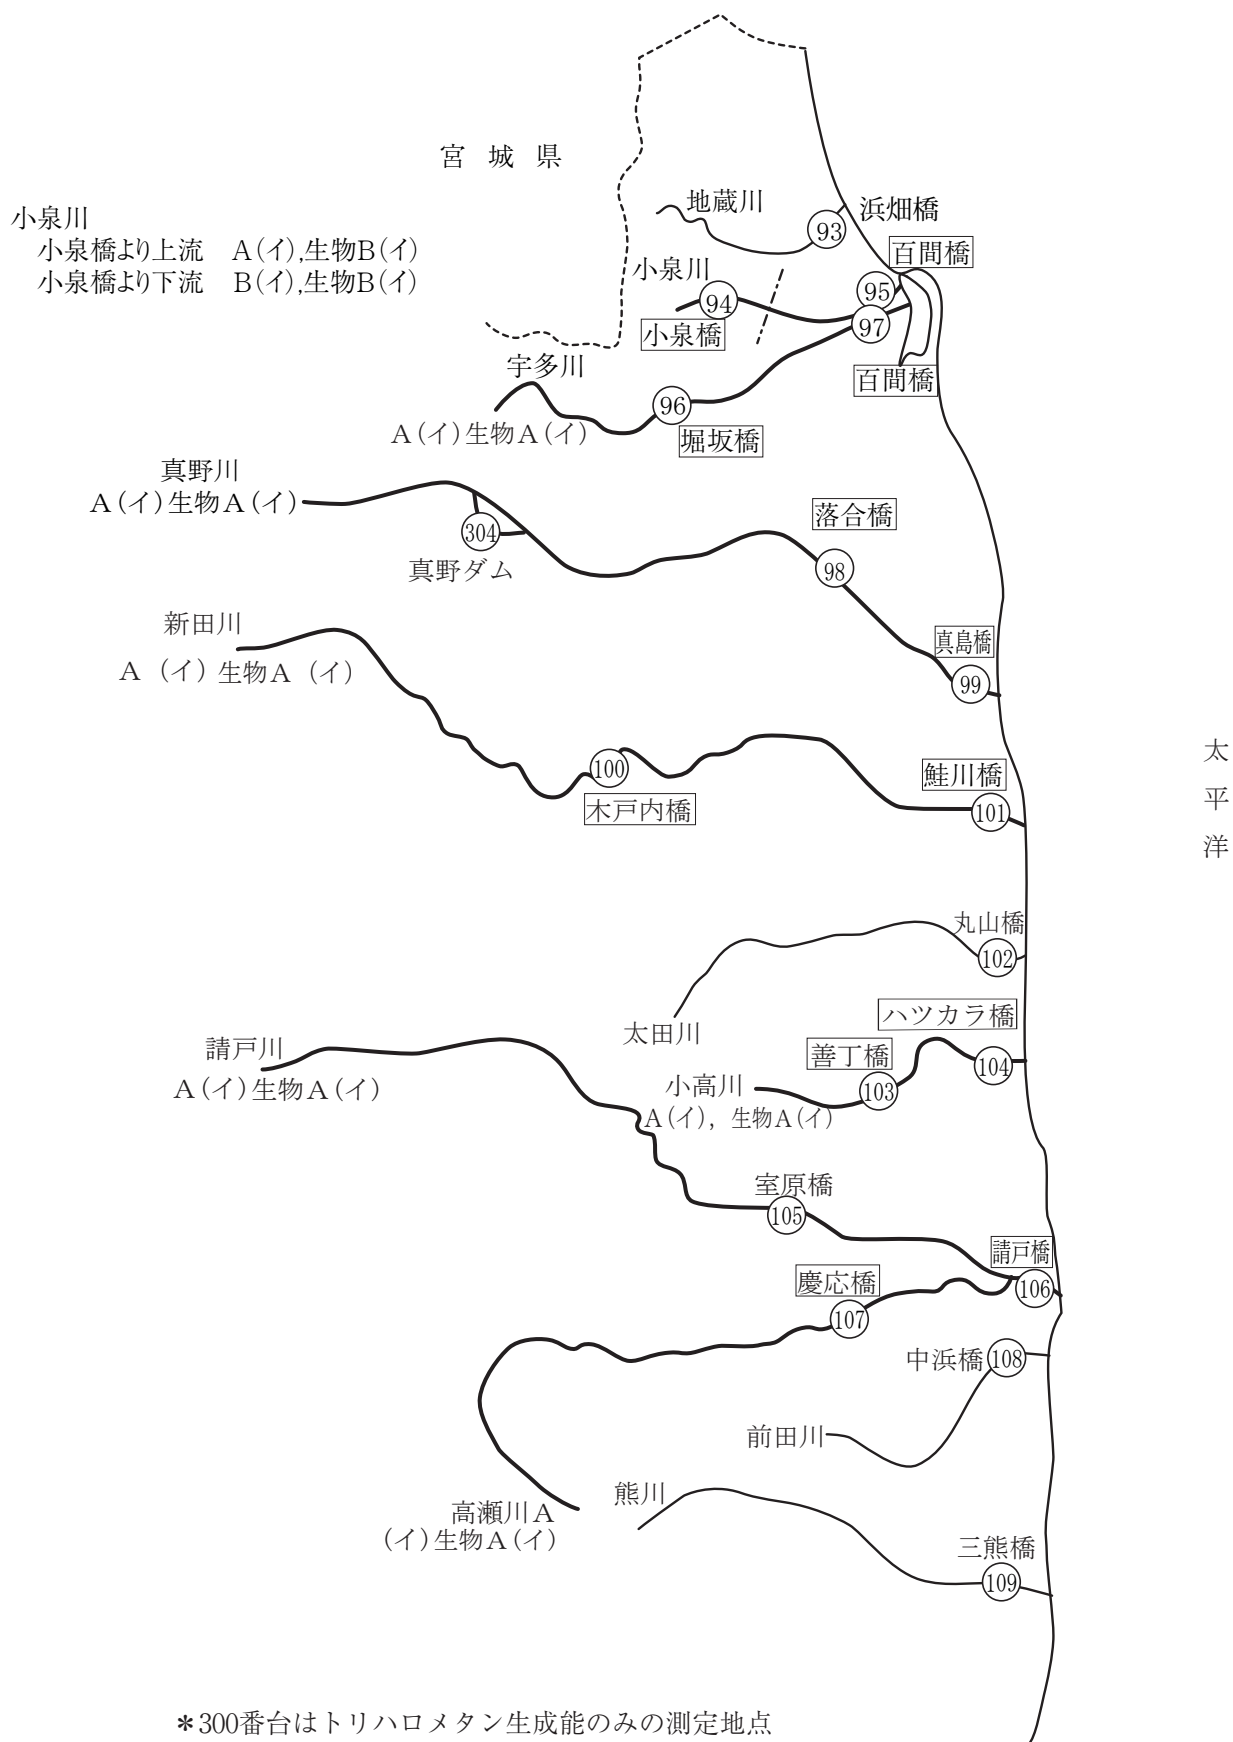 宮城県
地蔵川
93
浜畑橋
小泉川
小泉橋より上流 A(イ),生物B(イ)
小泉橋より下流 B(イ),生物B(イ)
百間橋
小泉川
94
95
小泉橋
97
宇多川
百間橋
96
A(イ)生物A(イ)
堀坂橋
真野川
A(イ)生物A(イ)
落合橋
304
真野ダム
98
新田川
A (イ) 生物A (イ)
真島橋
99
太平洋
100
鮭川橋
木戸内橋
101
丸山橋
102
太田川
ハツカラ橋
請戸川
A(イ)生物A(イ)
善丁橋
104
小高川
103
A(イ),生物A(イ)
室原橋
105
請戸橋
慶応橋
106
107
中浜橋
108
前田川
熊川
高瀬川A
(イ)生物A(イ)
三熊橋
109
*300番台はトリハロメタン生成能のみの測定地点